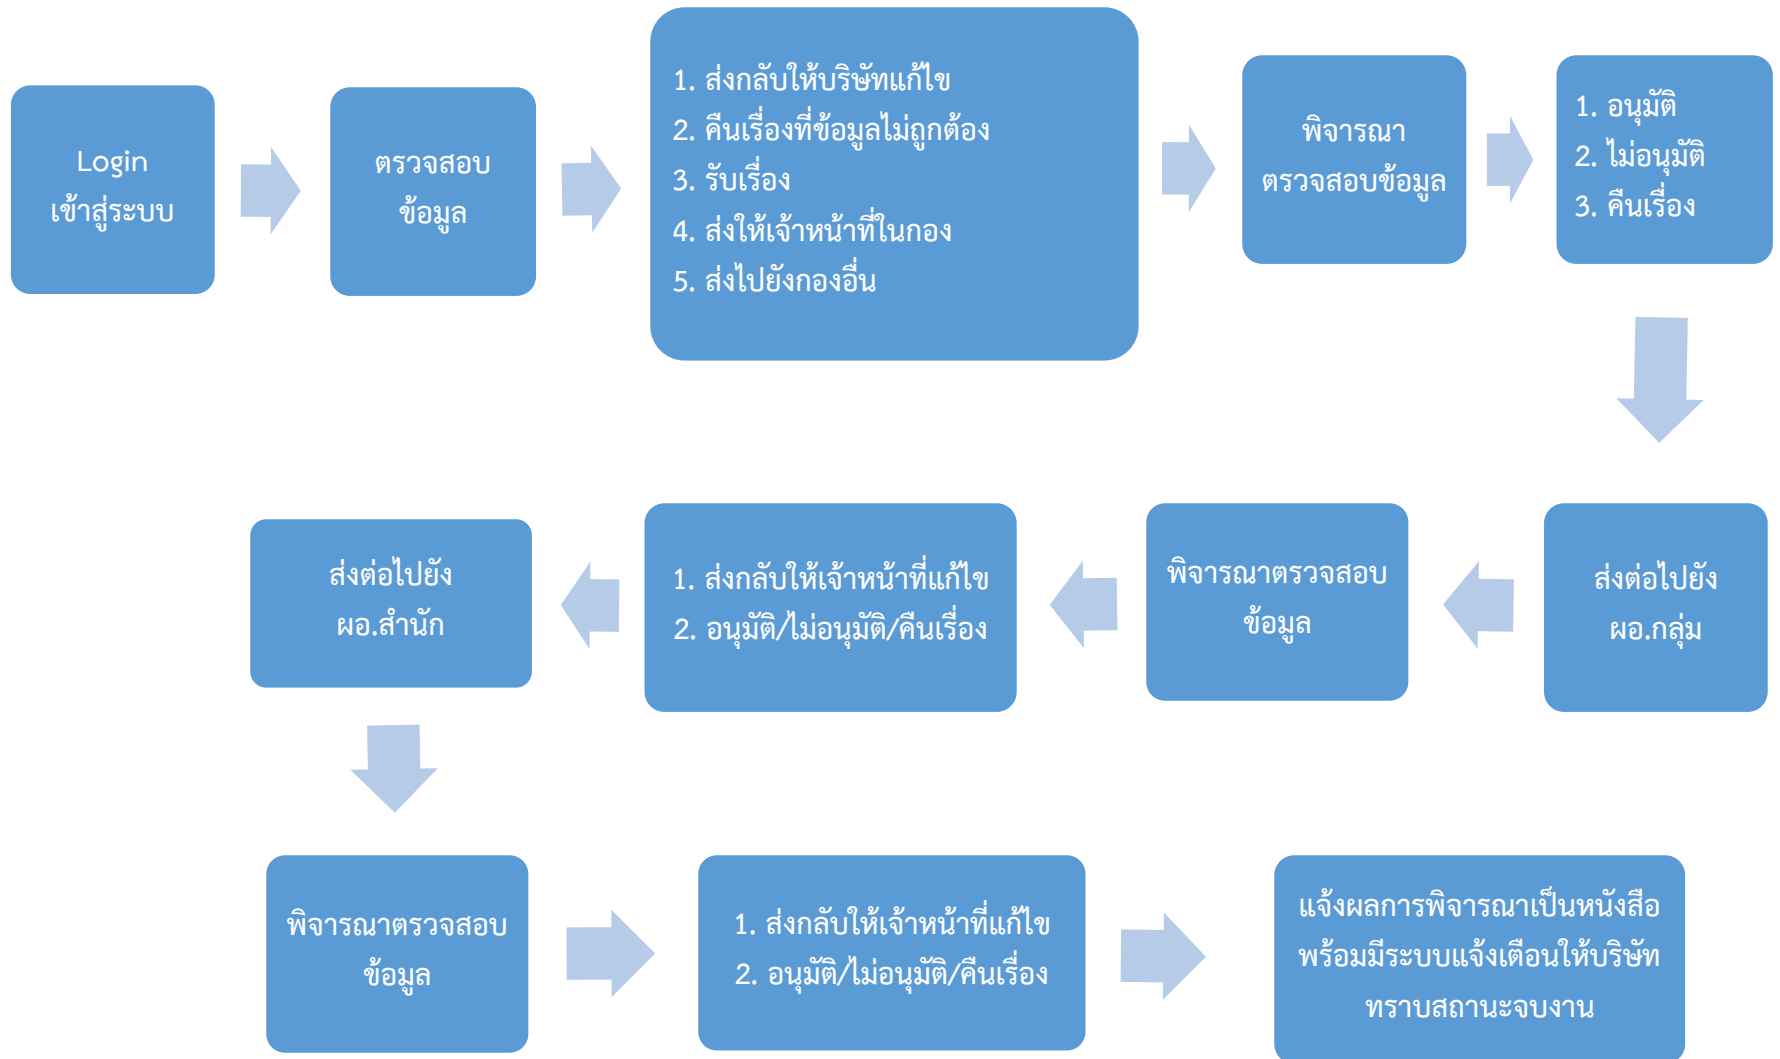 Login
เข้าสู่ระบบ
ตรวจสอบ
ข้อมูล
1. ส่งกลับให้บริษัทแก้ไข
2. คืนเรื่องที่ข้อมูลไม่ถูกต้อง
3. รับเรื่อง
4. ส่งให้เจ้าหน้าที่ในกอง
5. ส่งไปยังกองอื่น
พิจารณา
ตรวจสอบข้อมูล
1. อนุมัติ
2. ไม่อนุมัติ
3. คืนเรื่อง
ส่งต่อไปยัง
ผอ.กลุ่ม
พิจารณาตรวจสอบ
ข้อมูล
1. ส่งกลับให้เจ้าหน้าที่แก้ไข
2. อนุมัติ/ไม่อนุมัติ/คืนเรื่อง
ส่งต่อไปยัง
ผอ.สำนัก
พิจารณาตรวจสอบ
ข้อมูล
1. ส่งกลับให้เจ้าหน้าที่แก้ไข
2. อนุมัติ/ไม่อนุมัติ/คืนเรื่อง
แจ้งผลการพิจารณาเป็นหนังสือ
พร้อมมีระบบแจ้งเตือนให้บริษัท
ทราบสถานะจบงาน